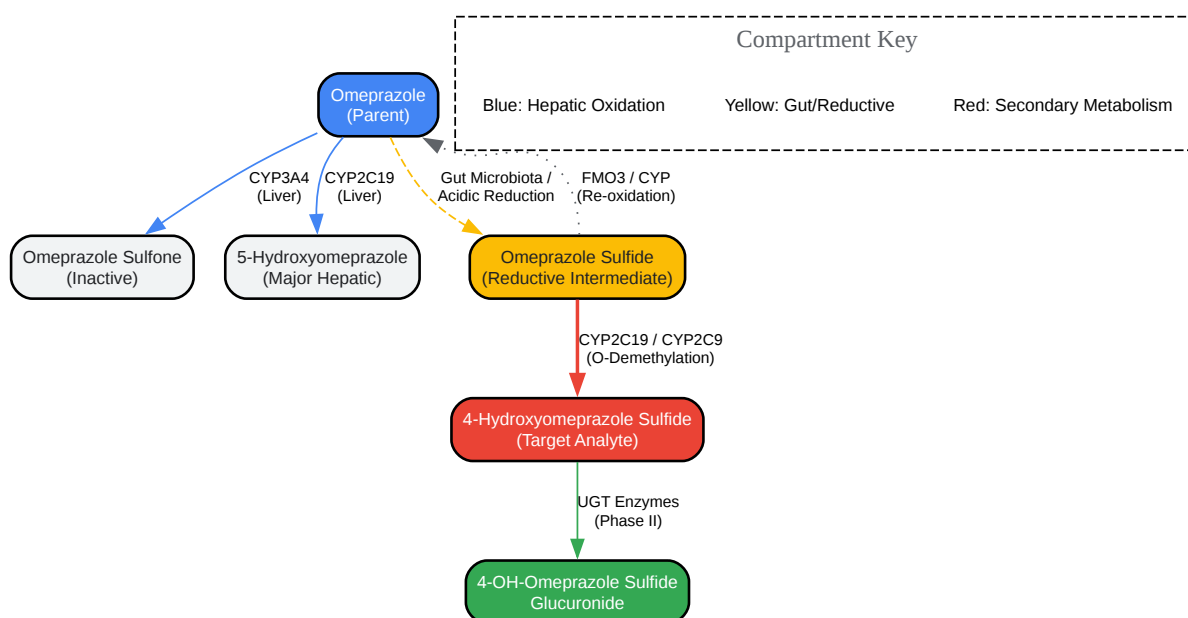 Compartment Key
Blue: Hepatic Oxidation
Yellow: Gut/Reductive
Red: Secondary Metabolism
Omeprazole
(Parent)
CYP3A4
(Liver)
CYP2C19
(Liver)
Gut Microbiota /
Acidic Reduction
FMO3 / CYP
(Re-oxidation)
Omeprazole Sulfone
(Inactive)
5-Hydroxyomeprazole
(Major Hepatic)
Omeprazole Sulfide
(Reductive Intermediate)
CYP2C19 / CYP2C9
(O-Demethylation)
4-Hydroxyomeprazole Sulfide
(Target Analyte)
UGT Enzymes
(Phase II)
4-OH-Omeprazole Sulfide
Glucuronide